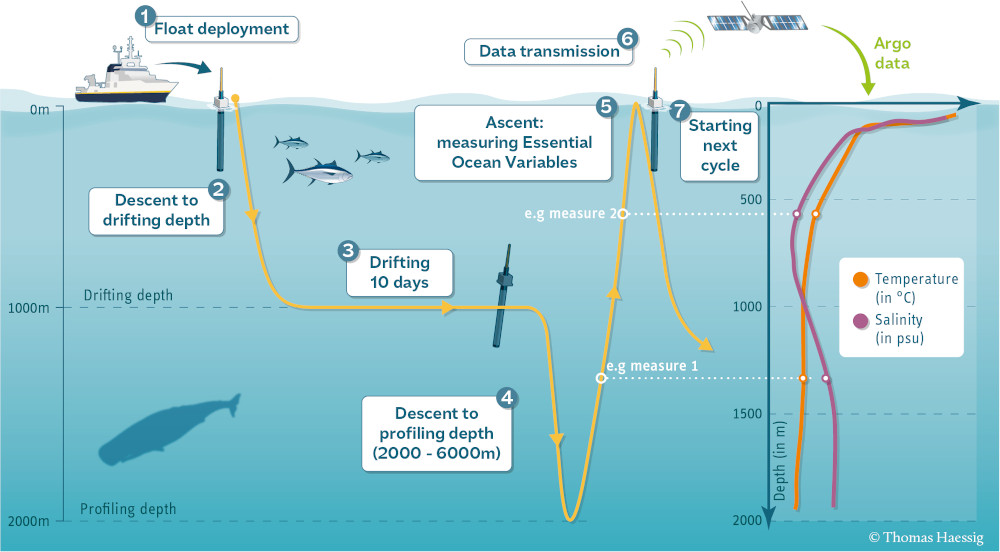 1
Float deployment
6
Data transmission
Argo
data
0m
5
Ascent:
measuring Essential
Ocean Variables
7
Starting
next
cycle
0
2
Descent to
drifting depth
e.g measure 2
500
3
Drifting
10 days
Temperature
(in °C)
Salinity
(in psu)
Drifting depth
1000m
1000
e.g measure 1
4
Descent to
profiling depth
(2000 - 6000m)
1500
Depth (in m)
Profiling depth
2000m
2000
© Thomas Haessig